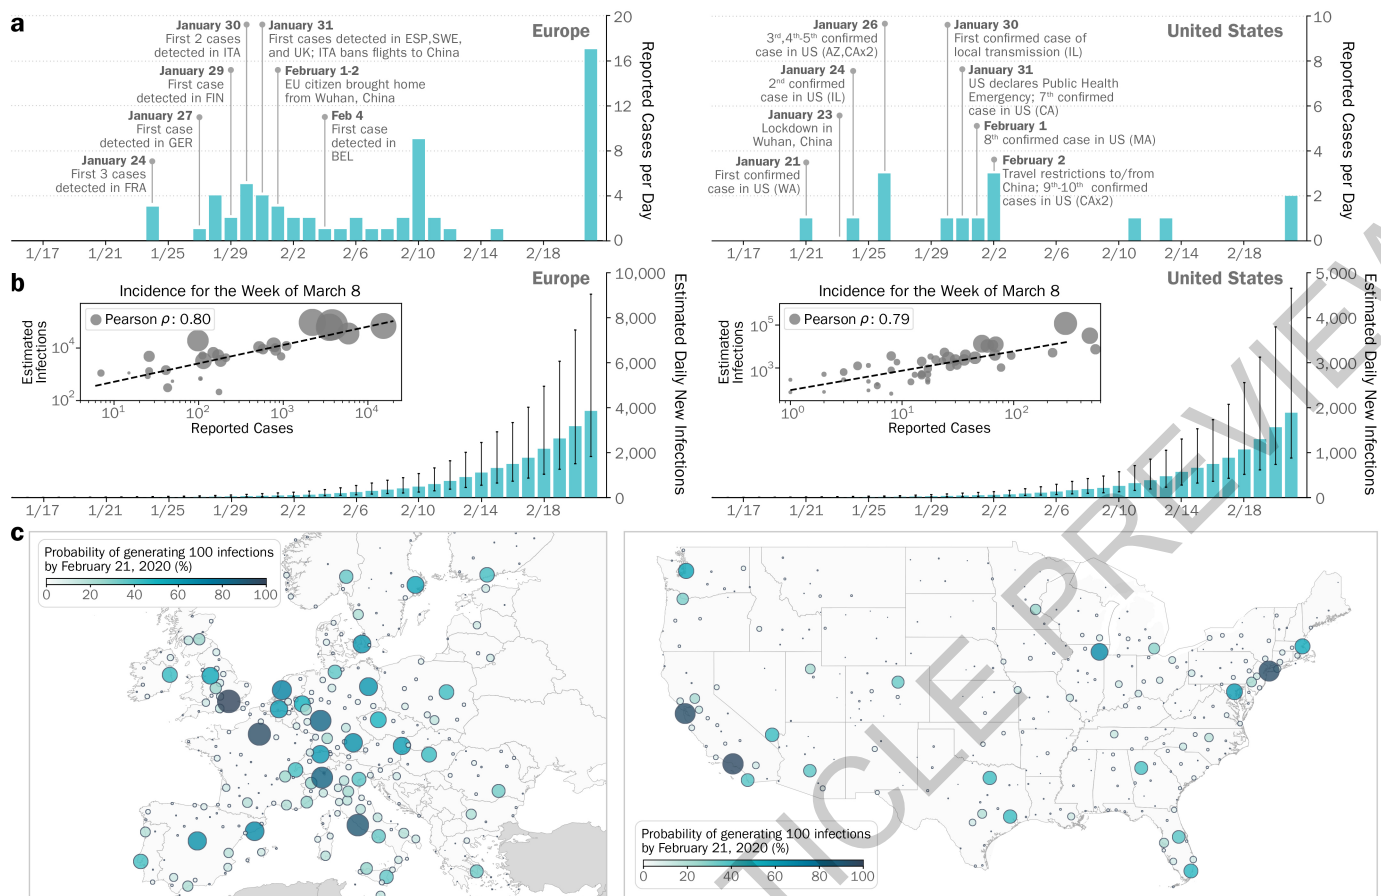 a
January 30
First 2 cases
detected in ITA
January 31
First cases detected in ESP,SWE,
and UK; ITA bans flights to China
Europe
January 29
First case
detected in FIN
February 1-2
EU citizen brought home
from Wuhan, China
January 27
First case
detected in GER
Feb 4
First case
detected in
BEL
January 24
First 3 cases
detected in FRA
20
16
12
8
4
0
Reported Cases per Day
1/17 1/21 1/25 1/29 2/2 2/6 2/10 2/14 2/18
January 26
3rd,4th-5th confirmed
case in US (AZ,CAx2)
January 30
First confirmed case of
local transmission (IL)
United States
January 24
2nd confirmed
case in US (IL)
January 31
US declares Public Health
Emergency; 7th confirmed
case in US (CA)
January 23
Lockdown in
Wuhan, China
February 1
8th confirmed case in US (MA)
January 21
First confirmed
case in US (WA)
February 2
Travel restrictions to/from
China; 9th-10th confirmed
cases in US (CAx2)
10
8
6
4
2
0
Reported Cases per Day
1/17 1/21 1/25 1/29 2/2 2/6 2/10 2/14 2/18
b
Europe
Incidence for the Week of March 8
Pearson ρ: 0.80
Estimated
Infections
104
102
101 102 103 104
Reported Cases
10,000
8,000
6,000
4,000
2,000
0
Estimated Daily New Infections
1/17 1/21 1/25 1/29 2/2 2/6 2/10 2/14 2/18
United States
Incidence for the Week of March 8
Pearson ρ: 0.79
Estimated
Infections
105
103
100 101 102
Reported Cases
5,000
4,000
3,000
2,000
1,000
0
Estimated Daily New Infections
1/17 1/21 1/25 1/29 2/2 2/6 2/10 2/14 2/18
c
Probability of generating 100 infections
by February 21, 2020 (%)
0 20 40 60 80 100
Probability of generating 100 infections
by February 21, 2020 (%)
0 20 40 60 80 100
TICLE PREVIEW